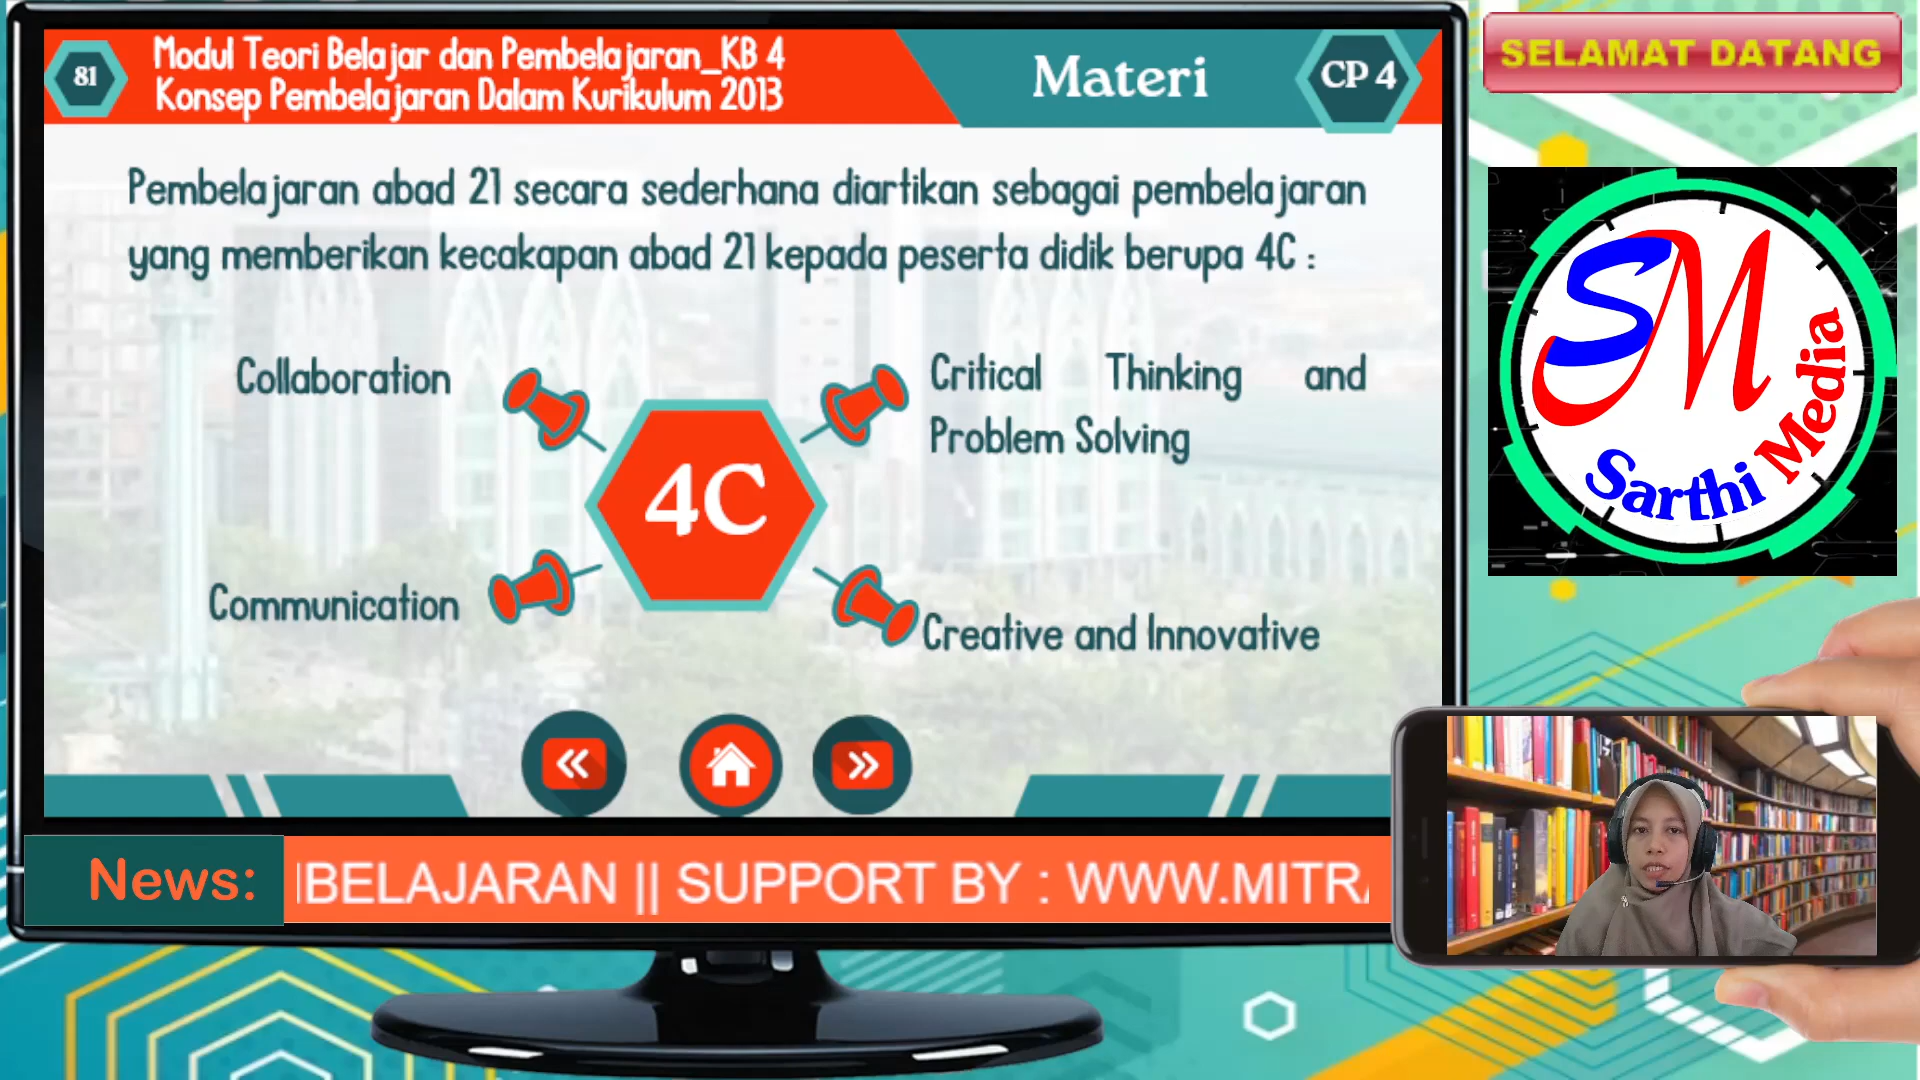 81
Modul Teori Belajar dan Pembelajaran_KB 4
Konsep Pembelajaran Dalam Kurikulum 2013
Materi
CP 4
SELAMAT DATANG
Pembelajaran abad 21 secara sederhana diartikan sebagai pembelajaran
yang memberikan kecakapan abad 21 kepada peserta didik berupa 4C :
Collaboration
Critical Thinking and
Problem Solving
4C
Communication
Creative and Innovative
SM
Sarthi Media
News:
BELAJARAN || SUPPORT BY : WWW.MITRA